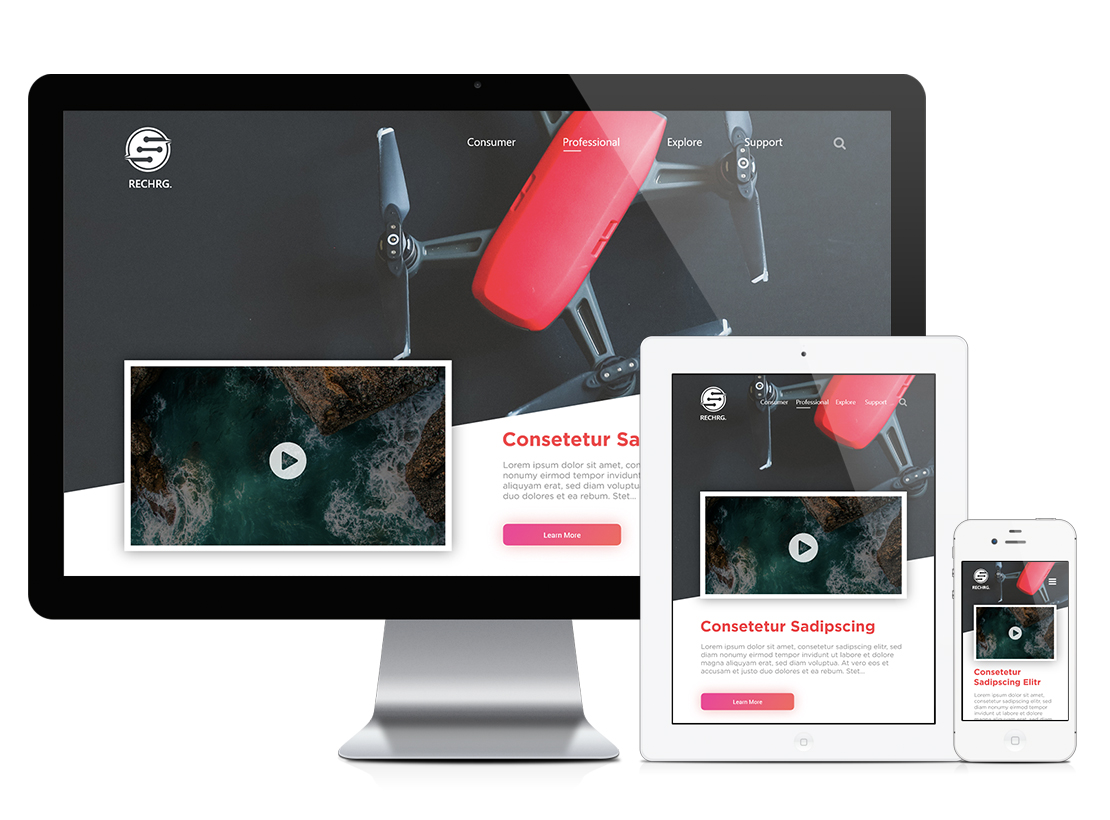 RECHRG.
Consumer
Professional
Explore
Support
Consetetur Sa
Lorem ipsum dolor sit amet, con
nonumy eirmod tempor invidunt
aliquyam erat, sed diam voluptu
duo dolores et ea rebum. Stet...
Learn More
RECHRG.
Consumer
Professional
Explore
Support
Consetetur Sadipscing
Lorem ipsum dolor sit amet, consetetur sadipscing elitr, sed
diam nonumy eirmod tempor invidunt ut labore et dolore
magna aliquyam erat, sed diam voluptua. At vero eos et
accusam et justo duo dolores et ea rebum. Stet...
Learn More
RECHRG.
Consetetur
Sadipscing Elitr
Lorem ipsum dolor sit amet,
consetetur sadipscing elitr, sed
diam nonumy eirmod tempor
invidunt ut labore et dolore